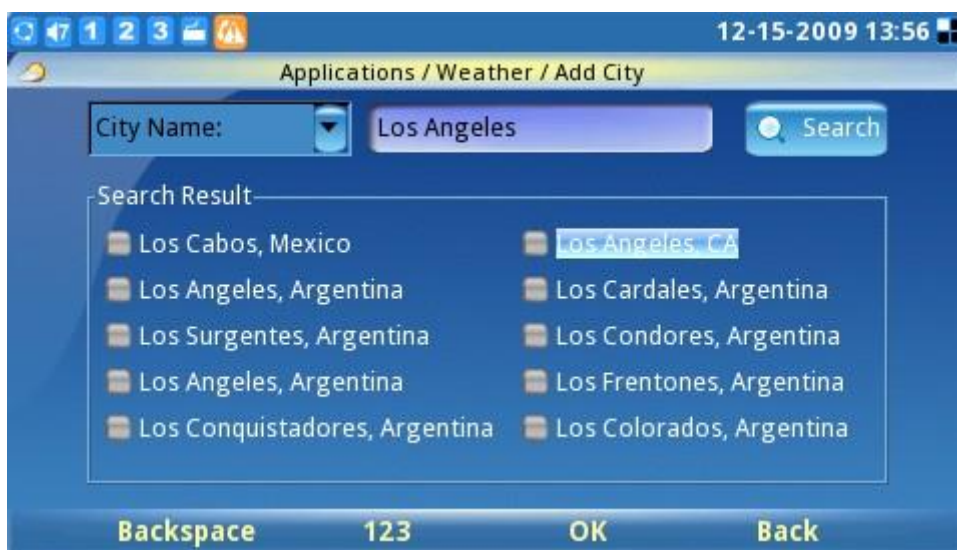 47 1 2 3 12-15-2009 13:56
Applications / Weather / Add City
City Name: Los Angeles Search
Search Result
Los Cabos, Mexico Los Angeles, CA
Los Angeles, Argentina Los Cardales, Argentina
Los Surgentes, Argentina Los Condores, Argentina
Los Angeles, Argentina Los Frentones, Argentina
Los Conquistadores, Argentina Los Colorados, Argentina
Backspace 123 OK Back